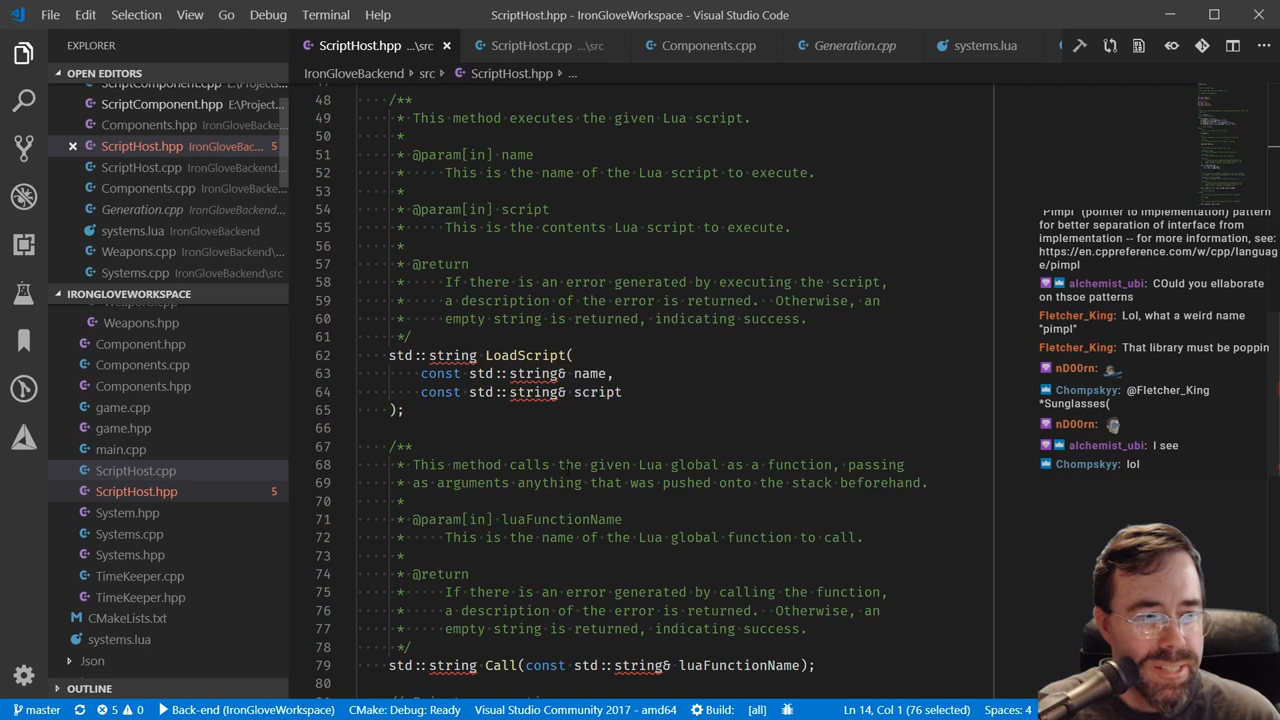 File Edit Selection View Go Debug Terminal Help
ScriptHost.hpp - IronGloveWorkspace - Visual Studio Code
EXPLORER
OPEN EDITORS
ScriptComponent.cpp E:\Projects...
ScriptComponent.hpp E:\Project...
Components.hpp IronGloveBacke...
ScriptHost.hpp IronGloveBac... 5
ScriptHost.cpp IronGloveBackend...
Components.cpp IronGloveBacke...
Generation.cpp IronGloveBackend...
systems.lua IronGloveBackend
Weapons.cpp IronGloveBackend\...
Systems.cpp IronGloveBackend\src
IRONGLOVEWORKSPACE
Weapons.hpp
Component.hpp
Components.cpp
Components.hpp
game.cpp
game.hpp
main.cpp
ScriptHost.cpp
ScriptHost.hpp 5
System.hpp
Systems.cpp
Systems.hpp
TimeKeeper.cpp
TimeKeeper.hpp
CMakeLists.txt
systems.lua
Json
OUTLINE
ScriptHost.hpp ...\src
ScriptHost.cpp ...\src
Components.cpp
Generation.cpp
systems.lua
IronGloveBackend › src › ScriptHost.hpp › ...
48 /**
49 * This method executes the given Lua script.
50 *
51 * @param[in] name
52 * This is the name of the Lua script to execute.
53 *
54 * @param[in] script
55 * This is the contents Lua script to execute.
56 *
57 * @return
58 * If there is an error generated by executing the script,
59 * a description of the error is returned. Otherwise, an
60 * empty string is returned, indicating success.
61 */
62 std::string LoadScript(
63 const std::string& name,
64 const std::string& script
65 );
66
67 /**
68 * This method calls the given Lua global as a function, passing
69 * as arguments anything that was pushed onto the stack beforehand.
70 *
71 * @param[in] luaFunctionName
72 * This is the name of the Lua global function to call.
73 *
74 * @return
75 * If there is an error generated by calling the function,
76 * a description of the error is returned. Otherwise, an
77 * empty string is returned, indicating success.
78 */
79 std::string Call(const std::string& luaFunctionName);
80
"Pimpl" (pointer to implementation) pattern
for better separation of interface from
implementation -- for more information, see:
https://en.cppreference.com/w/cpp/languag
e/pimpl
alchemist_ubi: COuld you ellaborate
on thsoe patterns
Fletcher_King: Lol, what a weird name
"pimpl"
Fletcher_King: That library must be poppin
nD00rn:
Chompskyy: @Fletcher_King
*Sunglasses(
nD00rn:
alchemist_ubi: I see
Chompskyy: lol
master 5 0 Back-end (IronGloveWorkspace) CMake: Debug: Ready Visual Studio Community 2017 - amd64 Build: [all] Ln 14, Col 1 (76 selected) Spaces: 4